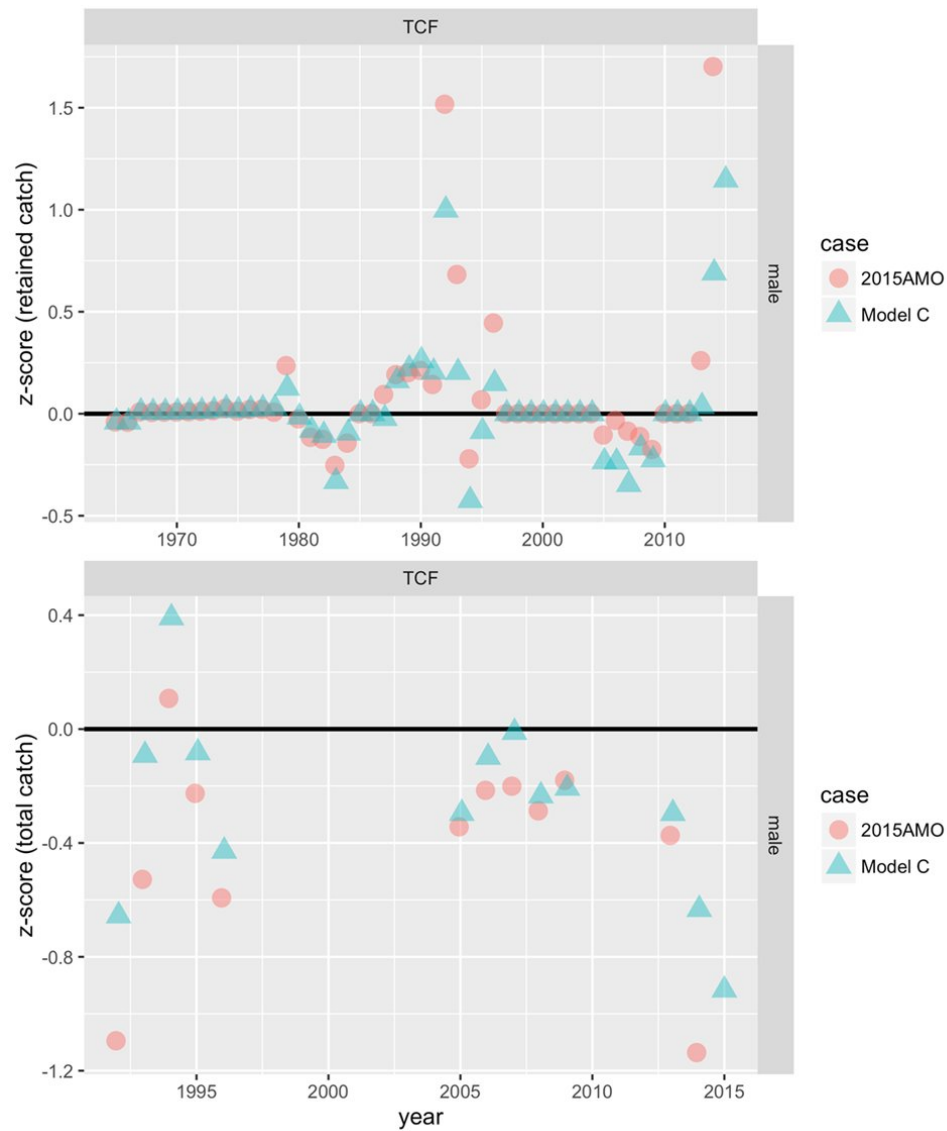 TCF
1.5
1.0
0.5
0.0
-0.5
z-score (retained catch)
male
1970 1980 1990 2000 2010
case
2015AMO
Model C
TCF
0.4
0.0
-0.4
-0.8
-1.2
z-score (total catch)
male
1995 2000 2005 2010 2015
year
case
2015AMO
Model C